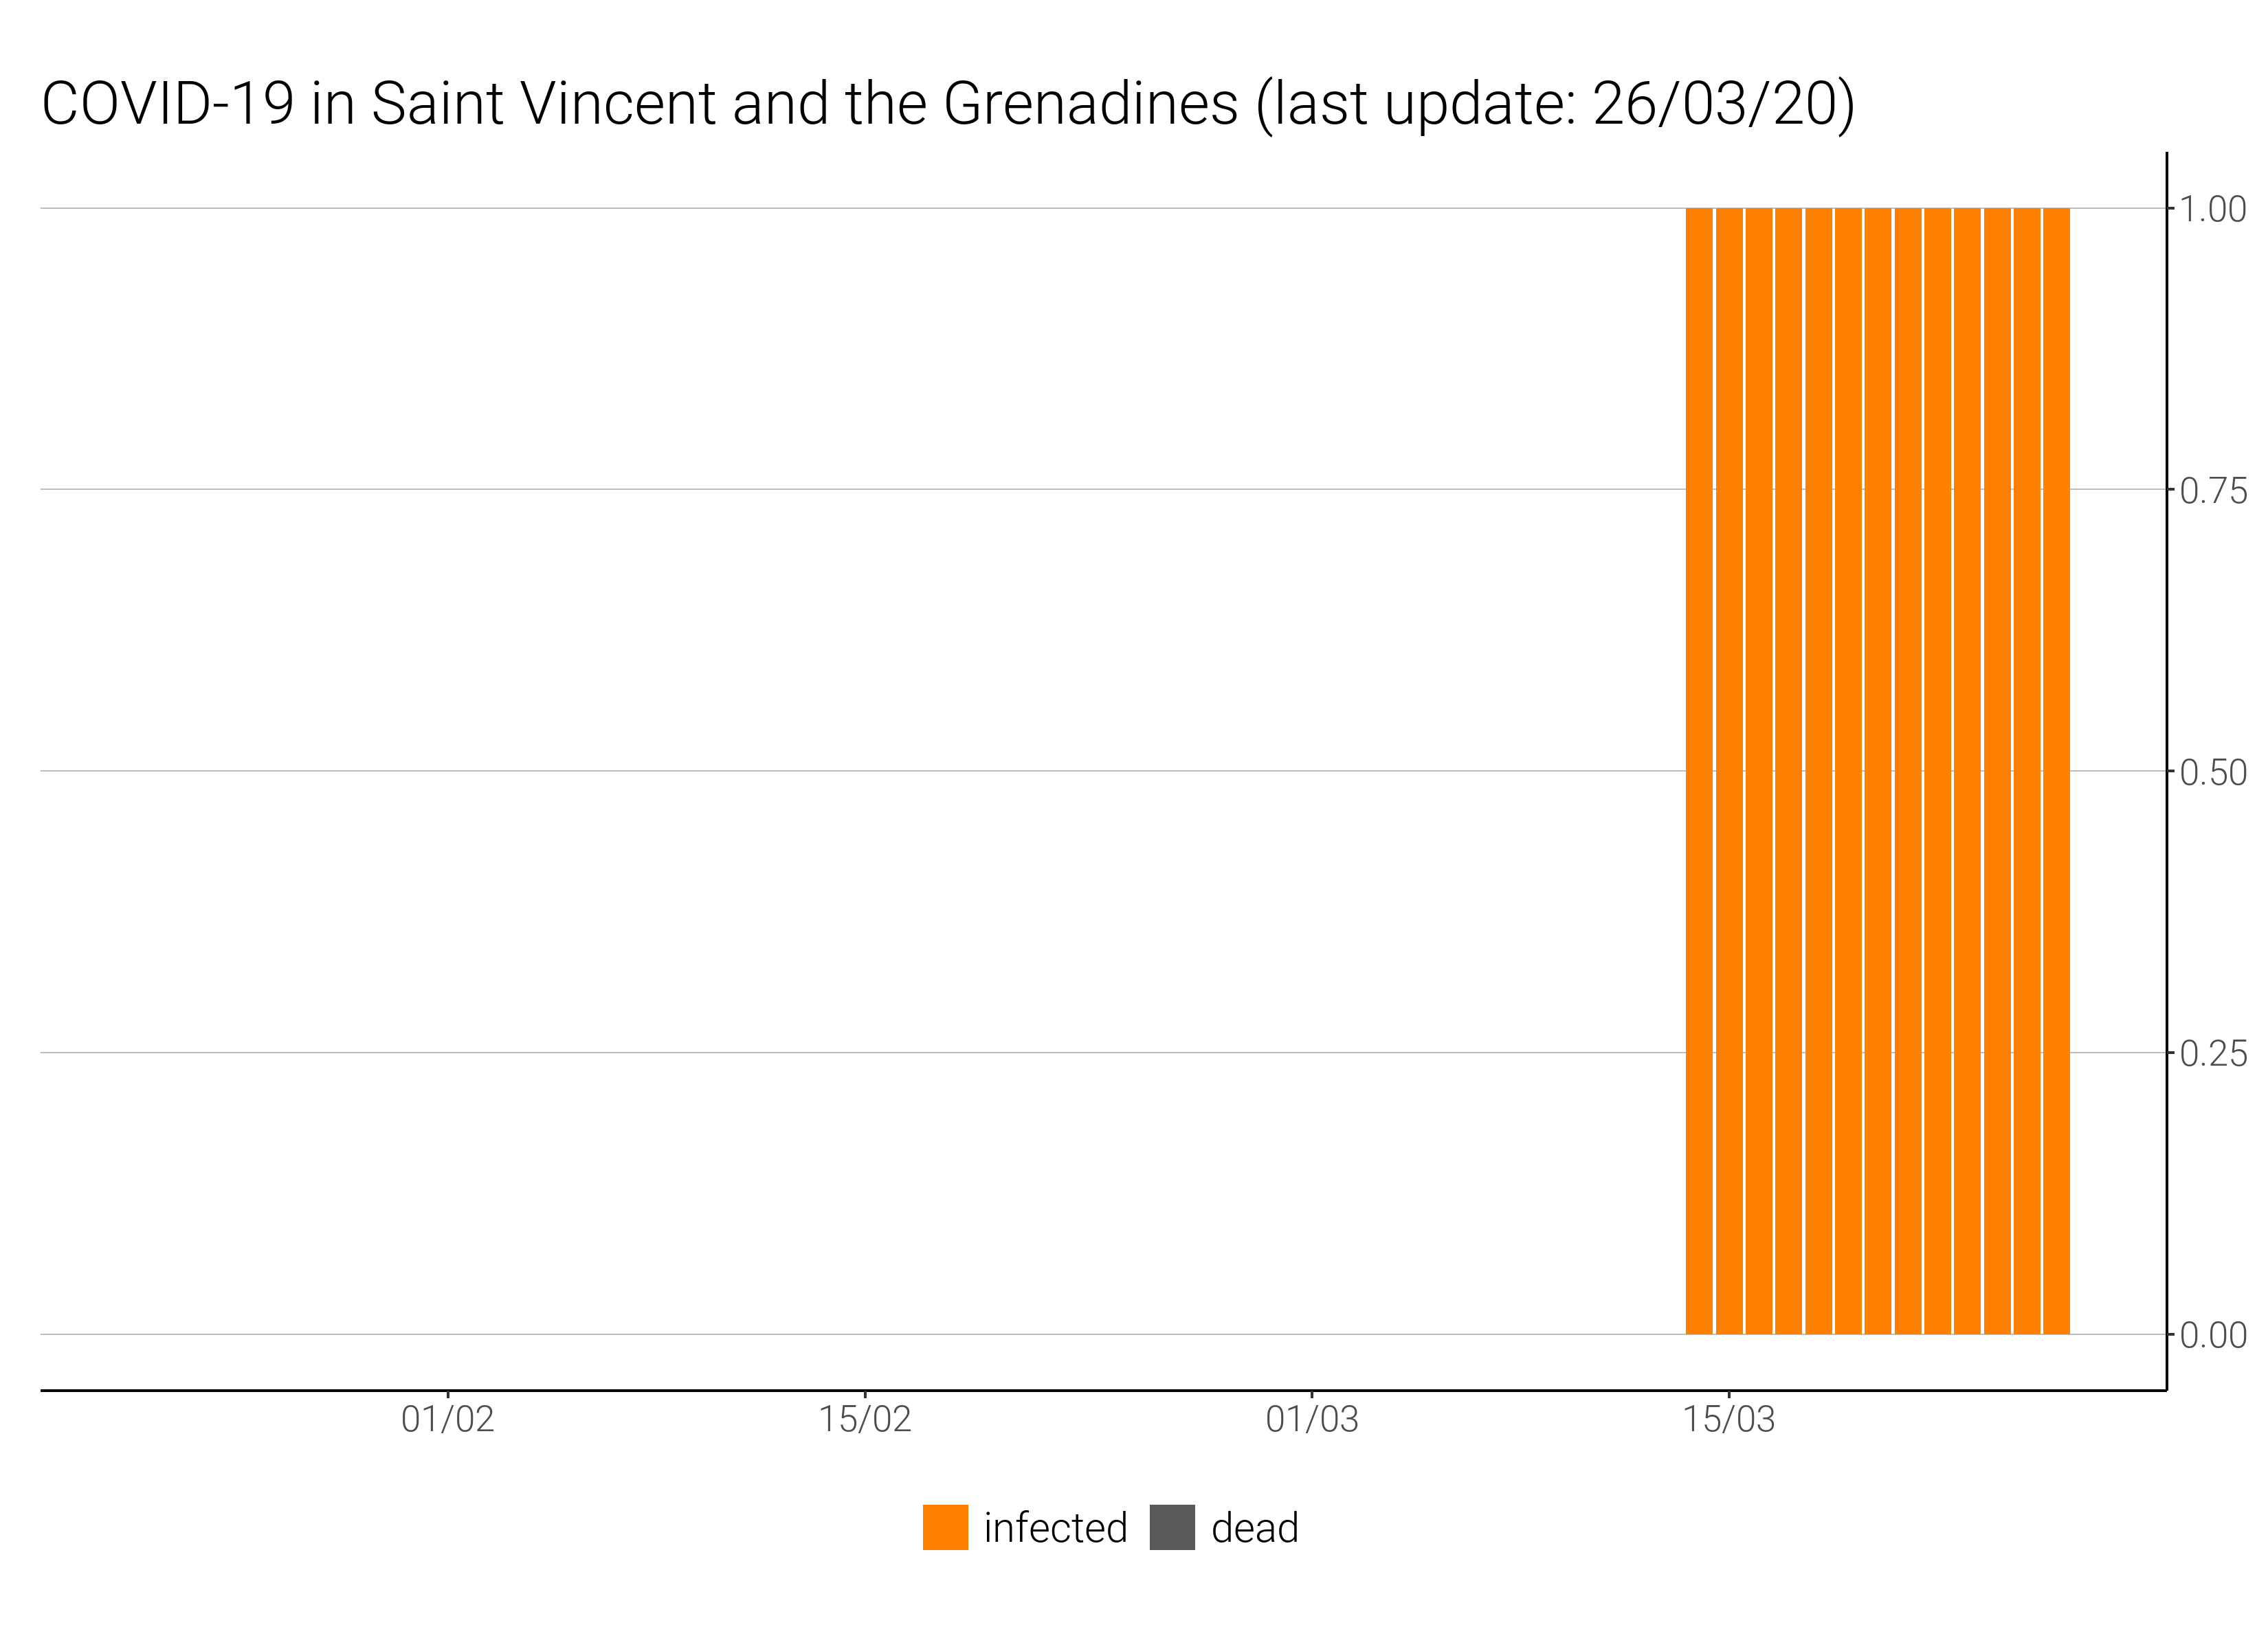 COVID-19 in Saint Vincent and the Grenadines (last update: 26/03/20)
1.00
0.75
0.50
0.25
0.00
01/02 15/02 01/03 15/03
infected dead